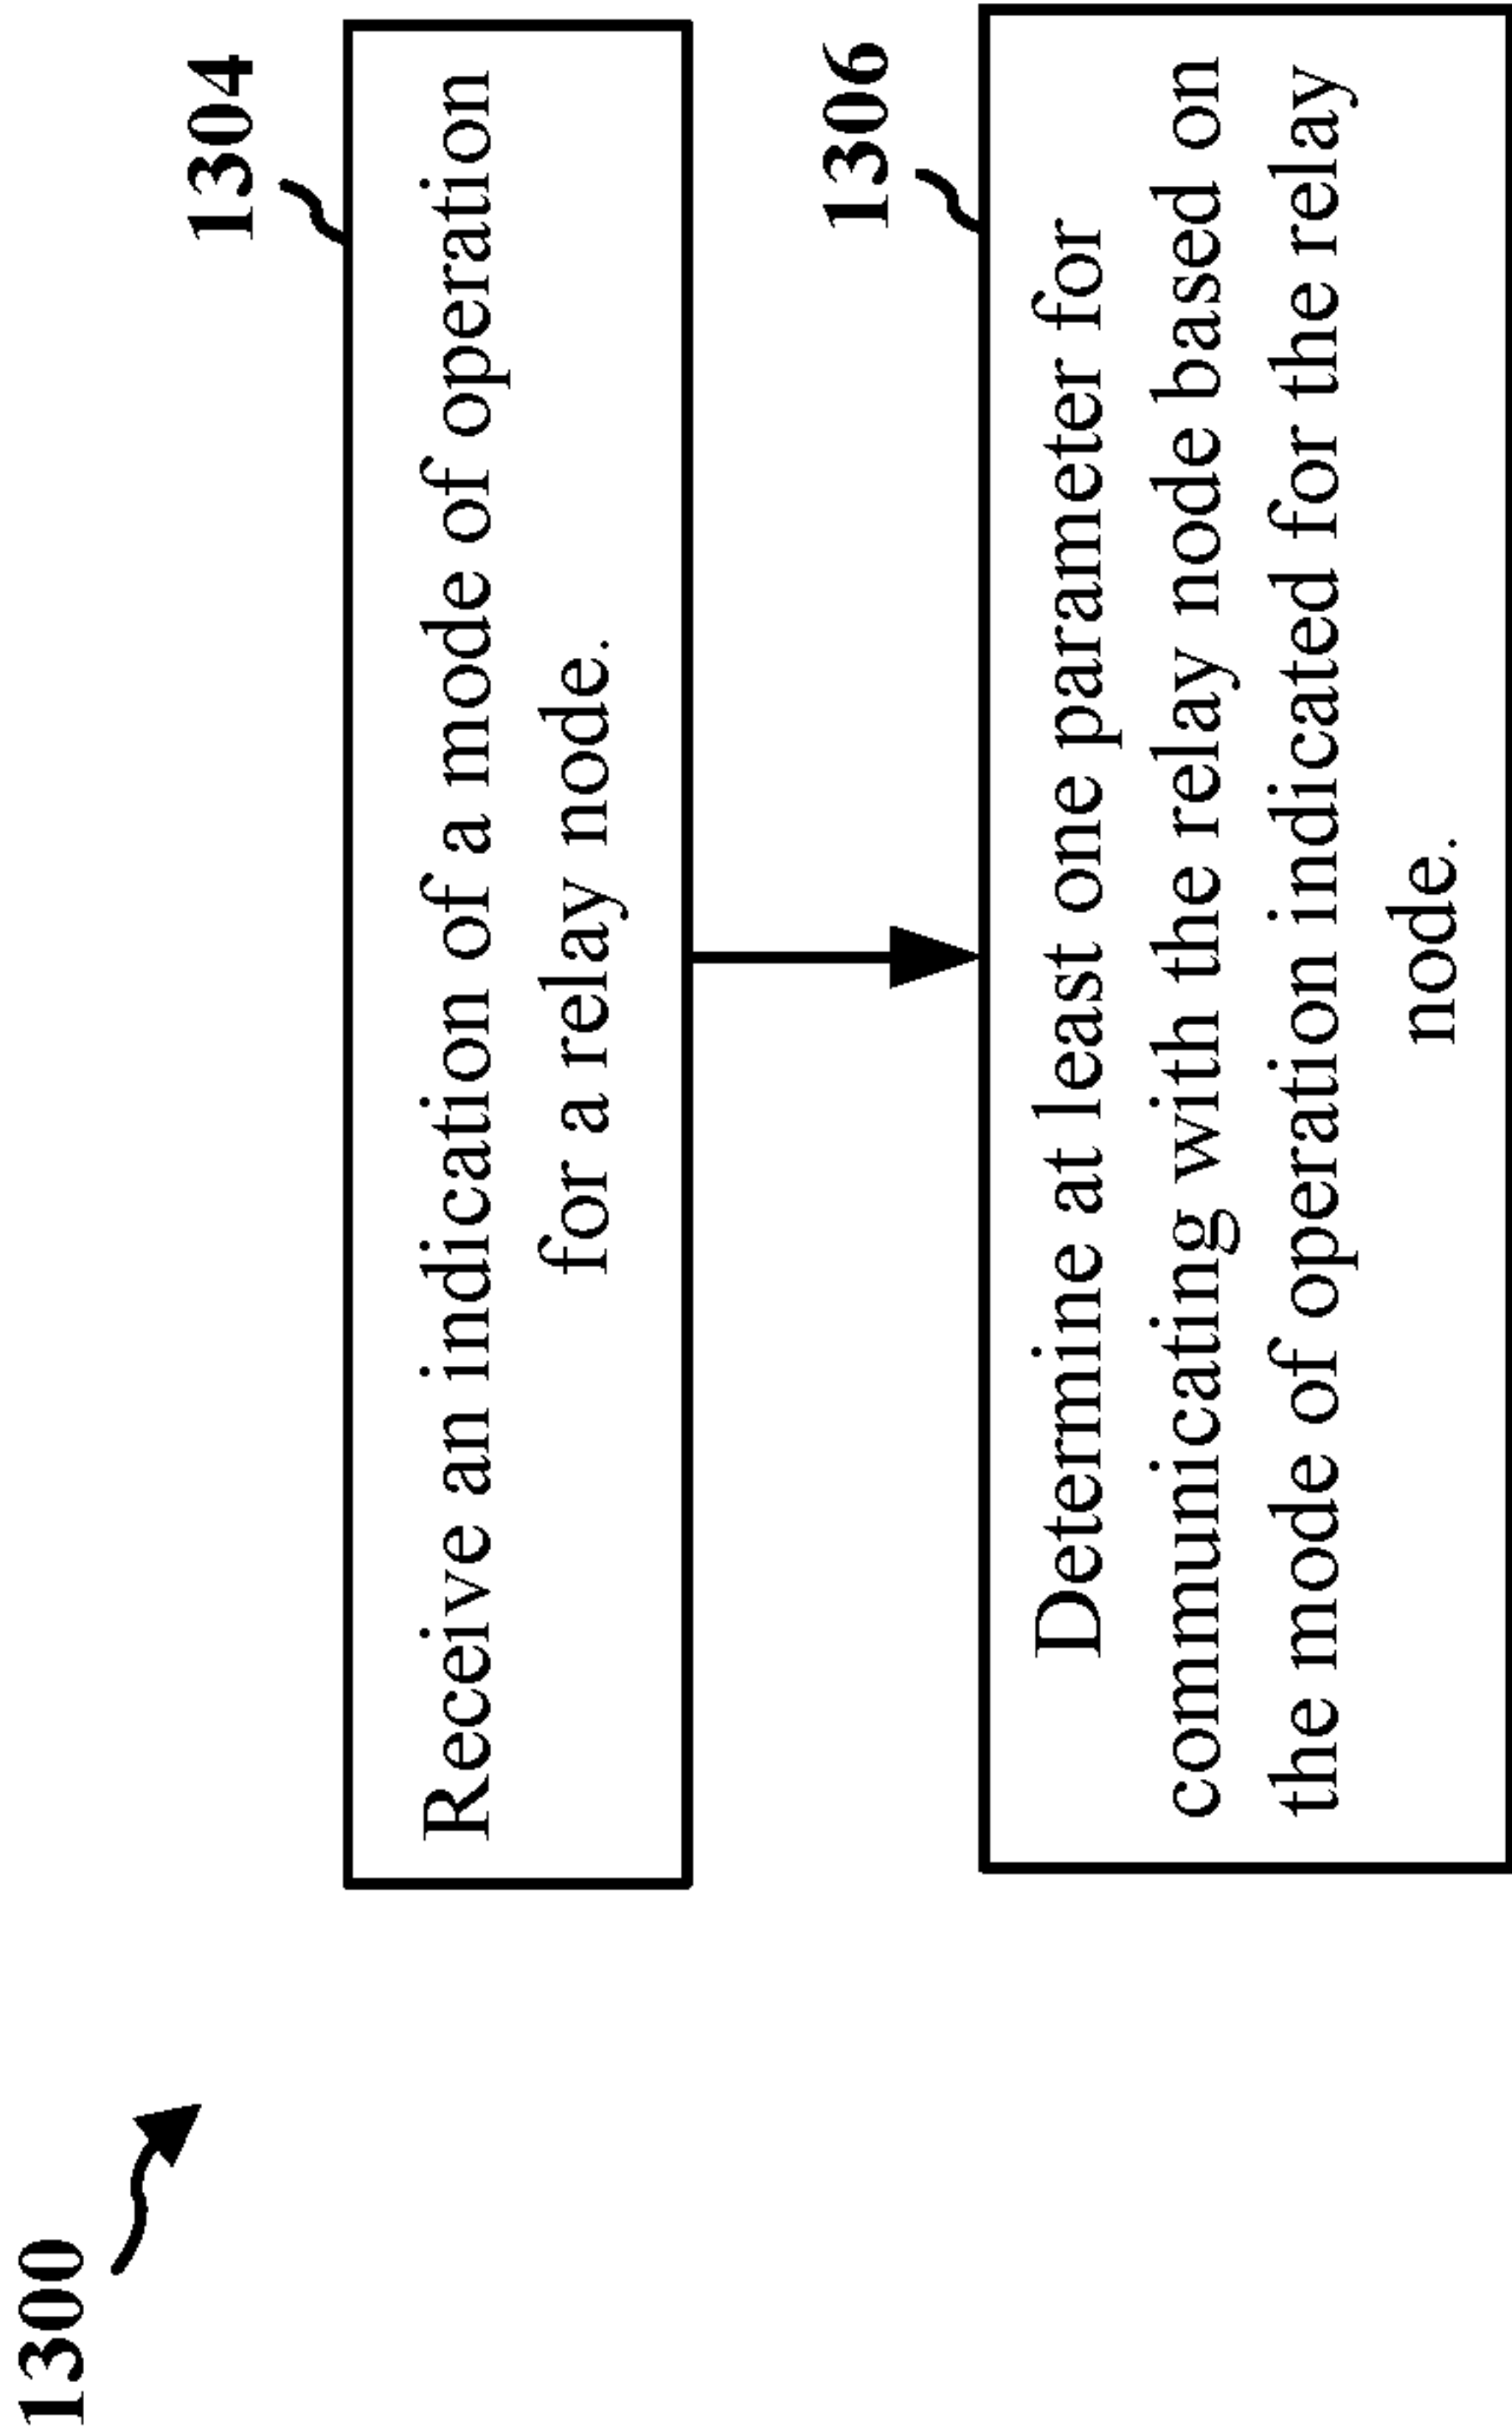 1300
1304
Receive an indication of a mode of operation
for a relay node.
1306
Determine at least one parameter for
communicating with the relay node based on
the mode of operation indicated for the relay
node.